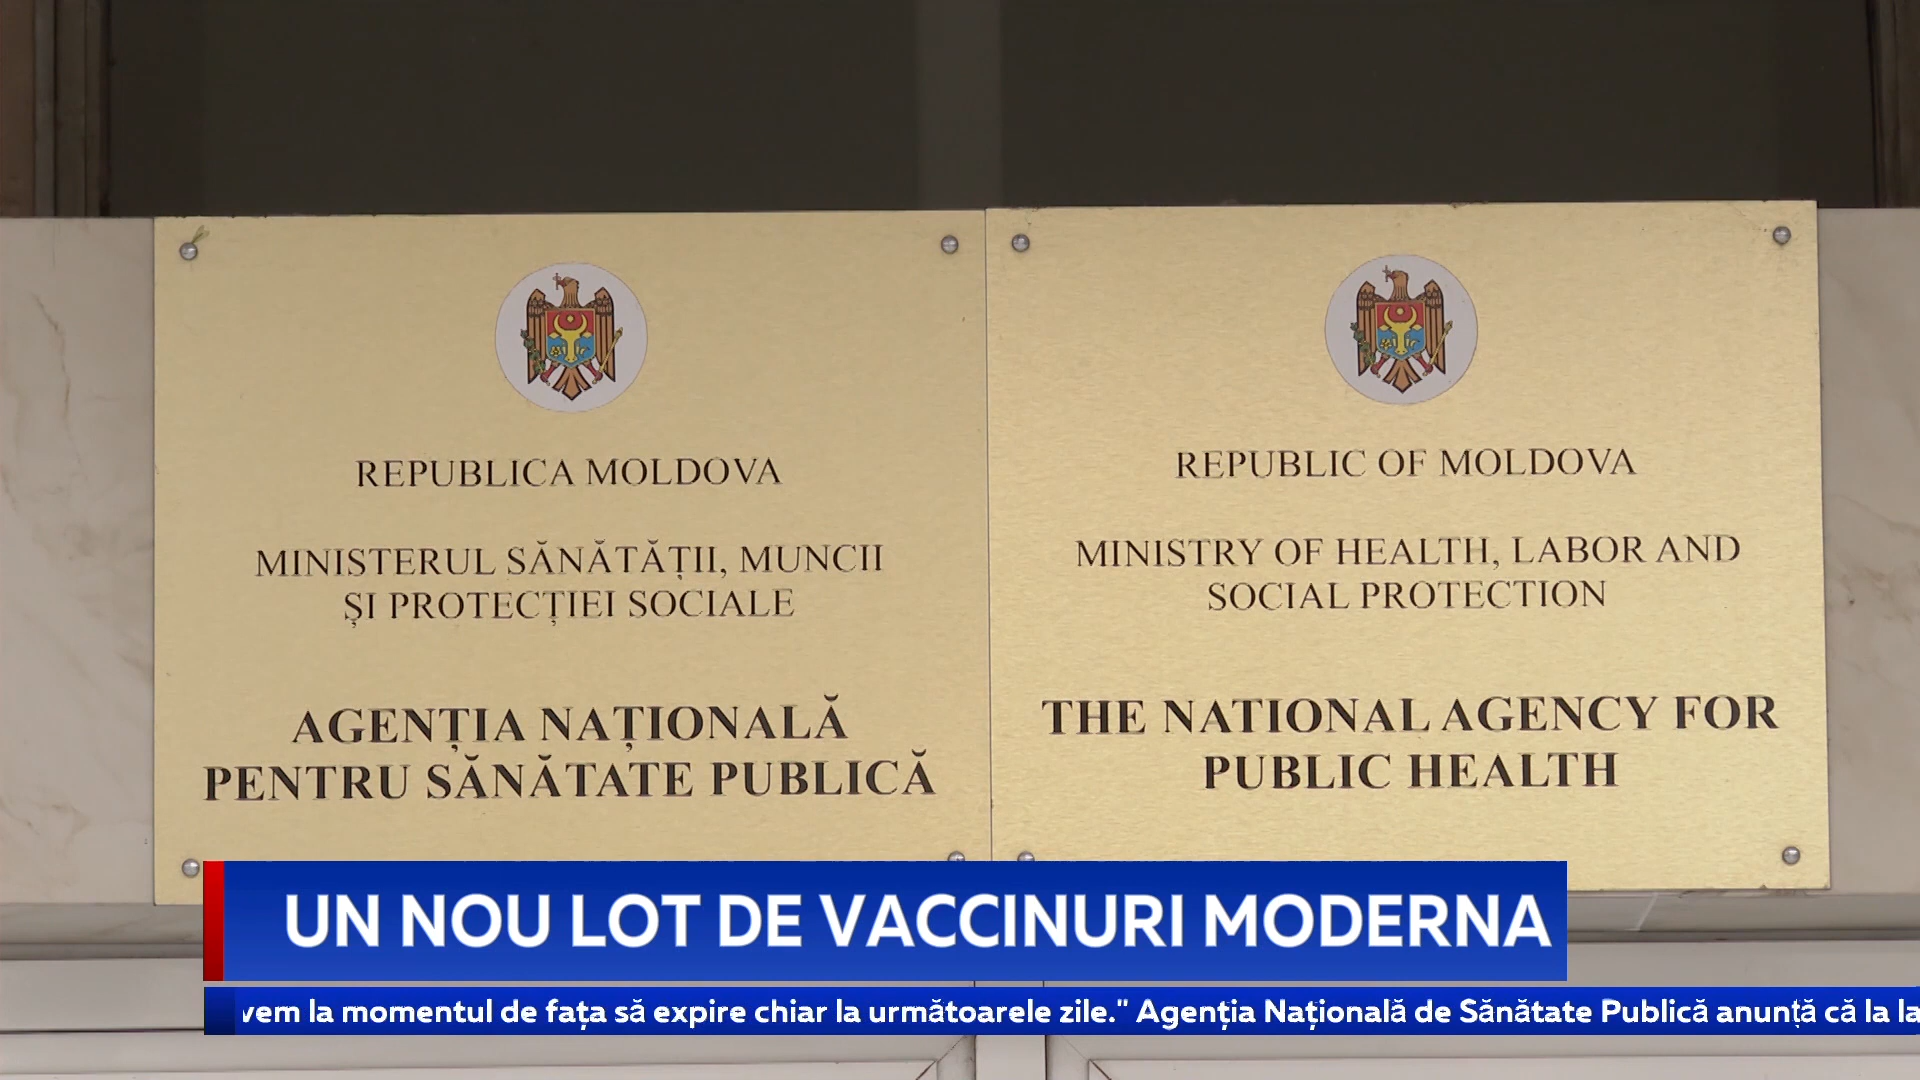 REPUBLICA MOLDOVA
MINISTERUL SĂNĂTĂȚII, MUNCII
ȘI PROTECȚIEI SOCIALE
AGENȚIA NAȚIONALĂ
PENTRU SĂNĂTATE PUBLICĂ
REPUBLIC OF MOLDOVA
MINISTRY OF HEALTH, LABOR AND
SOCIAL PROTECTION
THE NATIONAL AGENCY FOR
PUBLIC HEALTH
UN NOU LOT DE VACCINURI MODERNA
vem la momentul de fața să expire chiar la următoarele zile." Agenția Națională de Sănătate Publică anunță că la la